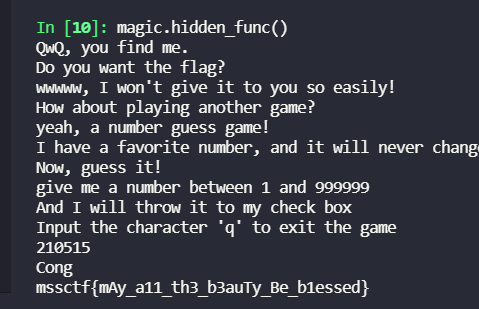 In [10]: magic.hidden_func()
QwQ, you find me.
Do you want the flag?
wwwww, I won't give it to you so easily!
How about playing another game?
yeah, a number guess game!
I have a favorite number, and it will never change
Now, guess it!
give me a number between 1 and 999999
And I will throw it to my check box
Input the character 'q' to exit the game
210515
Cong
mssctf{mAy_a11_th3_b3auTy_Be_b1essed}